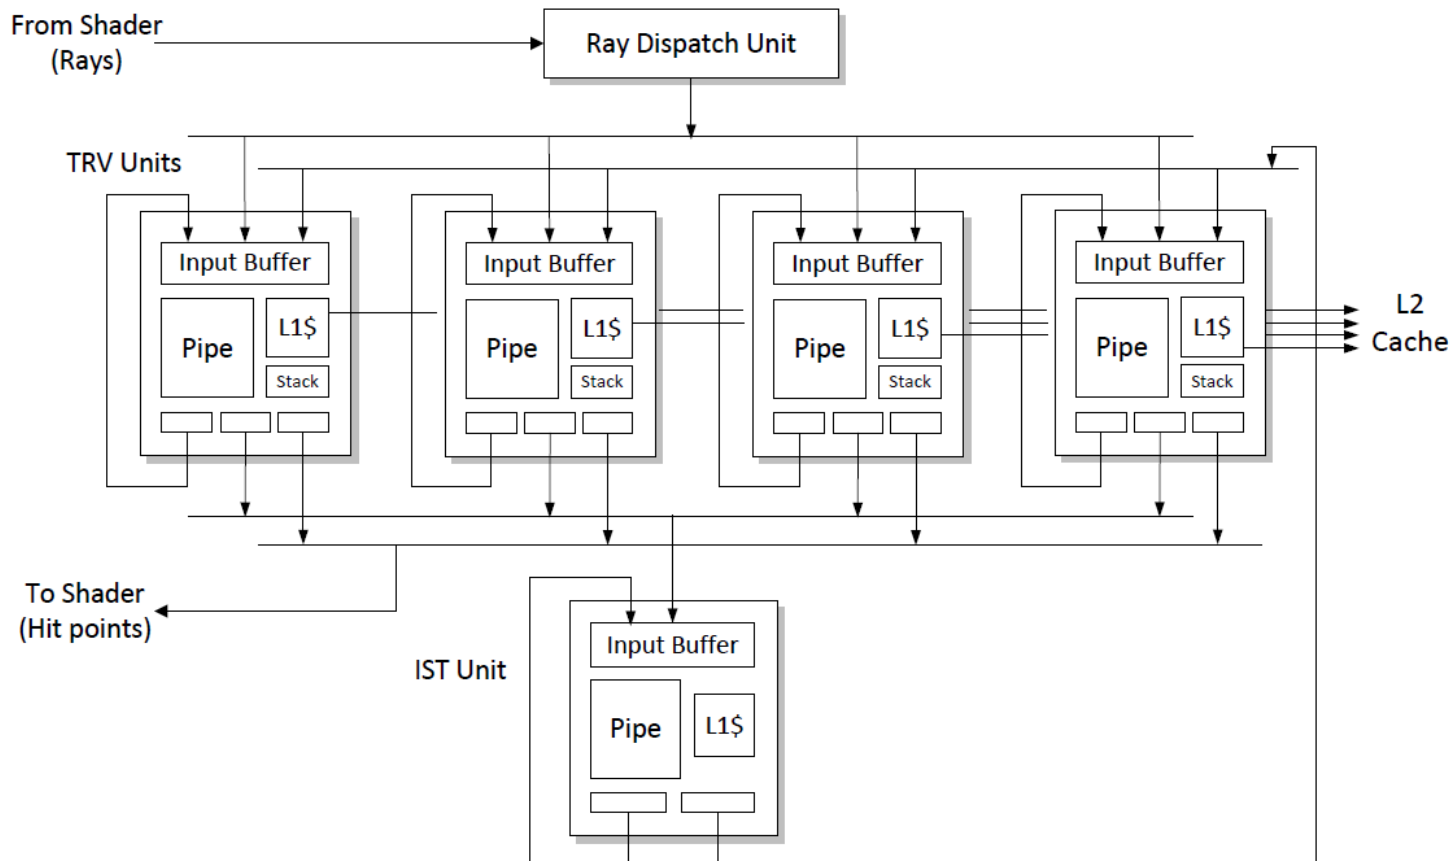 From Shader
(Rays)
Ray Dispatch Unit
TRV Units
Input Buffer
Pipe
L1$
Stack
Input Buffer
Pipe
L1$
Stack
Input Buffer
Pipe
L1$
Stack
Input Buffer
Pipe
L1$
Stack
L2
Cache
To Shader
(Hit points)
IST Unit
Input Buffer
Pipe
L1$